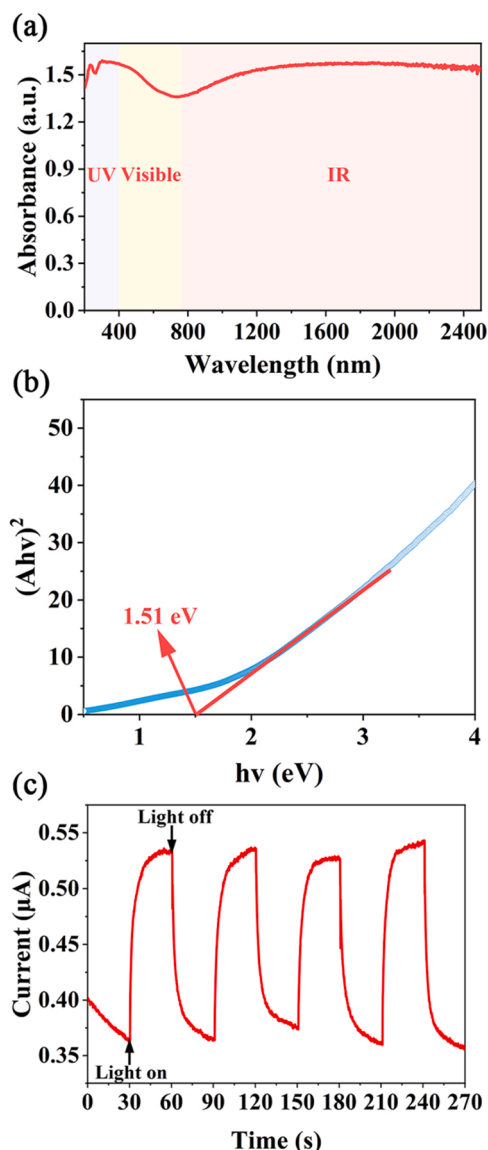 (a)
Absorbance (a.u.)
1.5
1.2
0.9
0.6
0.3
0.0
UV Visible IR
400 800 1200 1600 2000 2400
Wavelength (nm)
(b)
(Ahv)²
50
40
30
20
10
0
1.51 eV
1 2 3 4
hv (eV)
(c)
Current (μA)
0.55
0.50
0.45
0.40
0.35
Light off
Light on
0 30 60 90 120 150 180 210 240 270
Time (s)